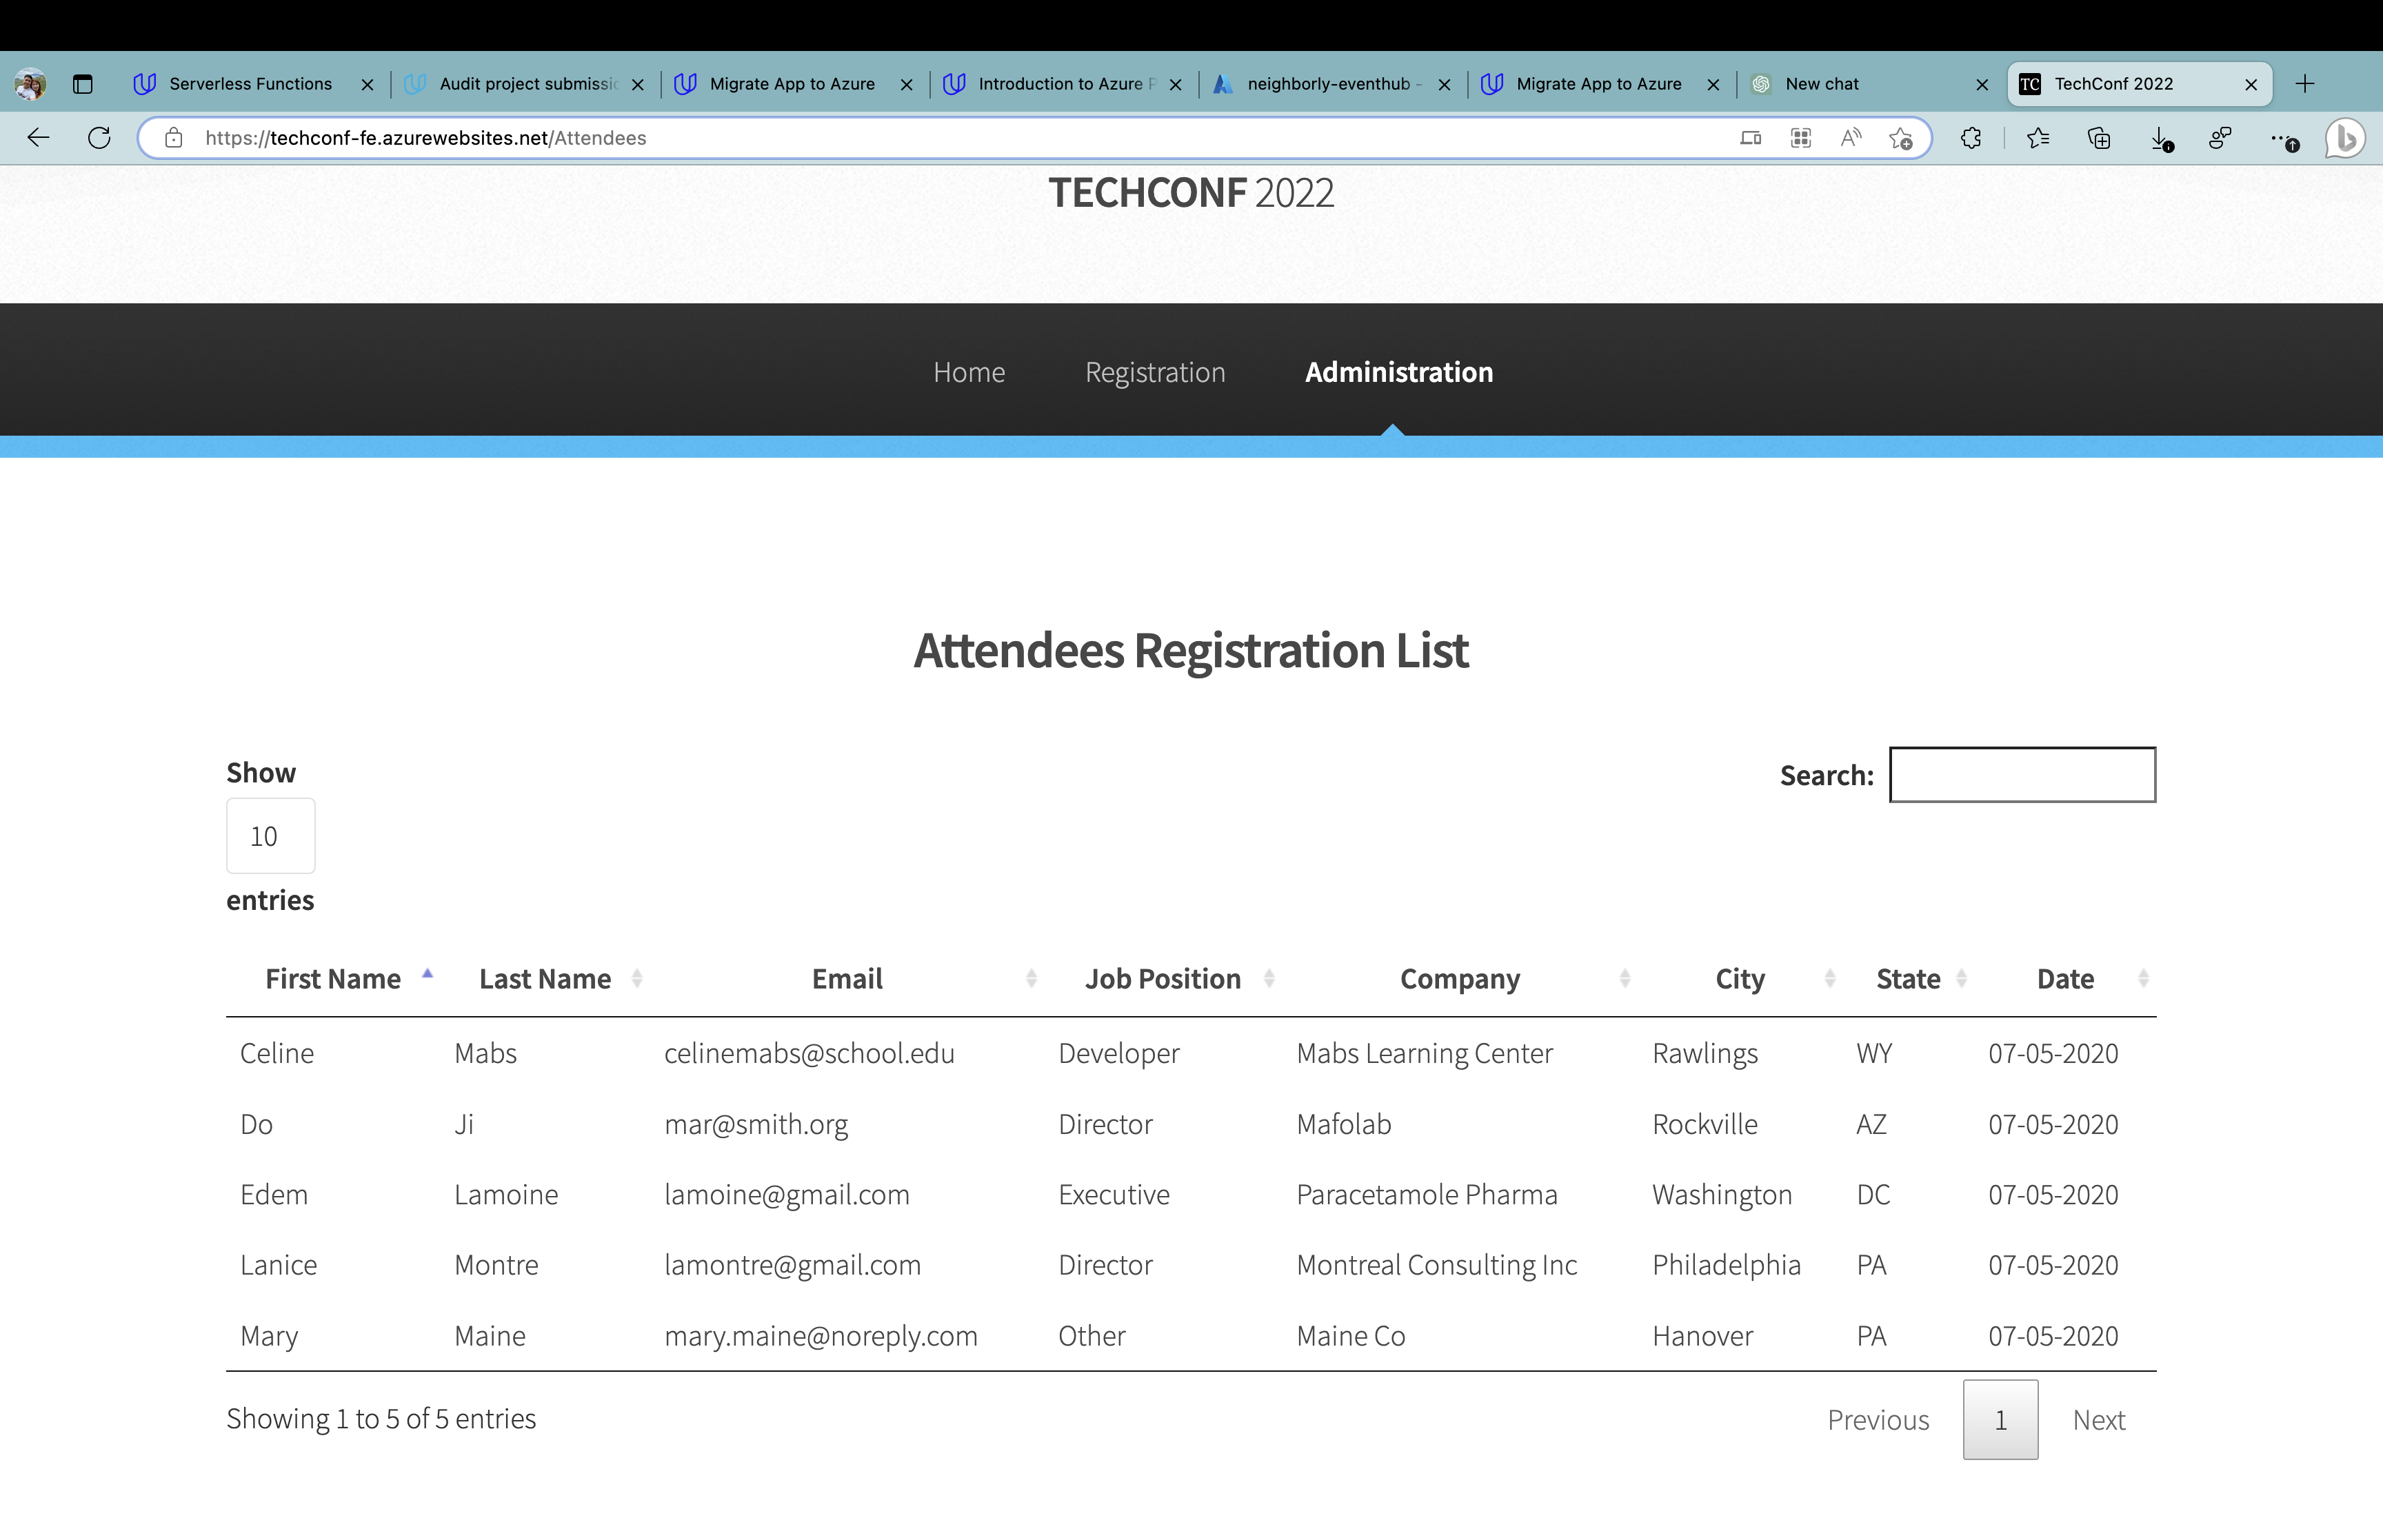 Serverless Functions
Audit project submissic
Migrate App to Azure
Introduction to Azure P
neighborly-eventhub -
Migrate App to Azure
New chat
TC TechConf 2022
https://techconf-fe.azurewebsites.net/Attendees
TECHCONF 2022
Home Registration Administration
Attendees Registration List
Show
10
entries
Search:
First Name Last Name Email Job Position Company City State Date
Celine Mabs celinemabs@school.edu Developer Mabs Learning Center Rawlings WY 07-05-2020
Do Ji mar@smith.org Director Mafolab Rockville AZ 07-05-2020
Edem Lamoine lamoine@gmail.com Executive Paracetamole Pharma Washington DC 07-05-2020
Lanice Montre lamontre@gmail.com Director Montreal Consulting Inc Philadelphia PA 07-05-2020
Mary Maine mary.maine@noreply.com Other Maine Co Hanover PA 07-05-2020
Showing 1 to 5 of 5 entries
Previous 1 Next